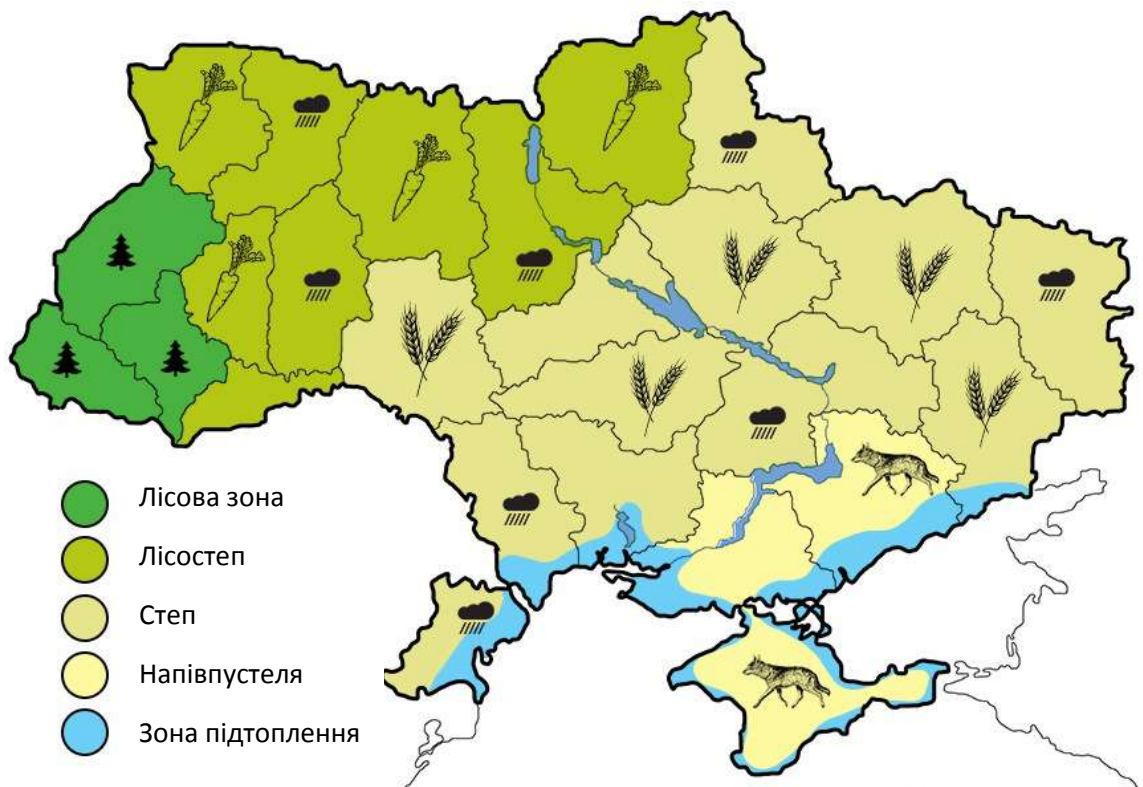 Лісова зона
Лісостеп
Степ
Напівпустеля
Зона підтоплення